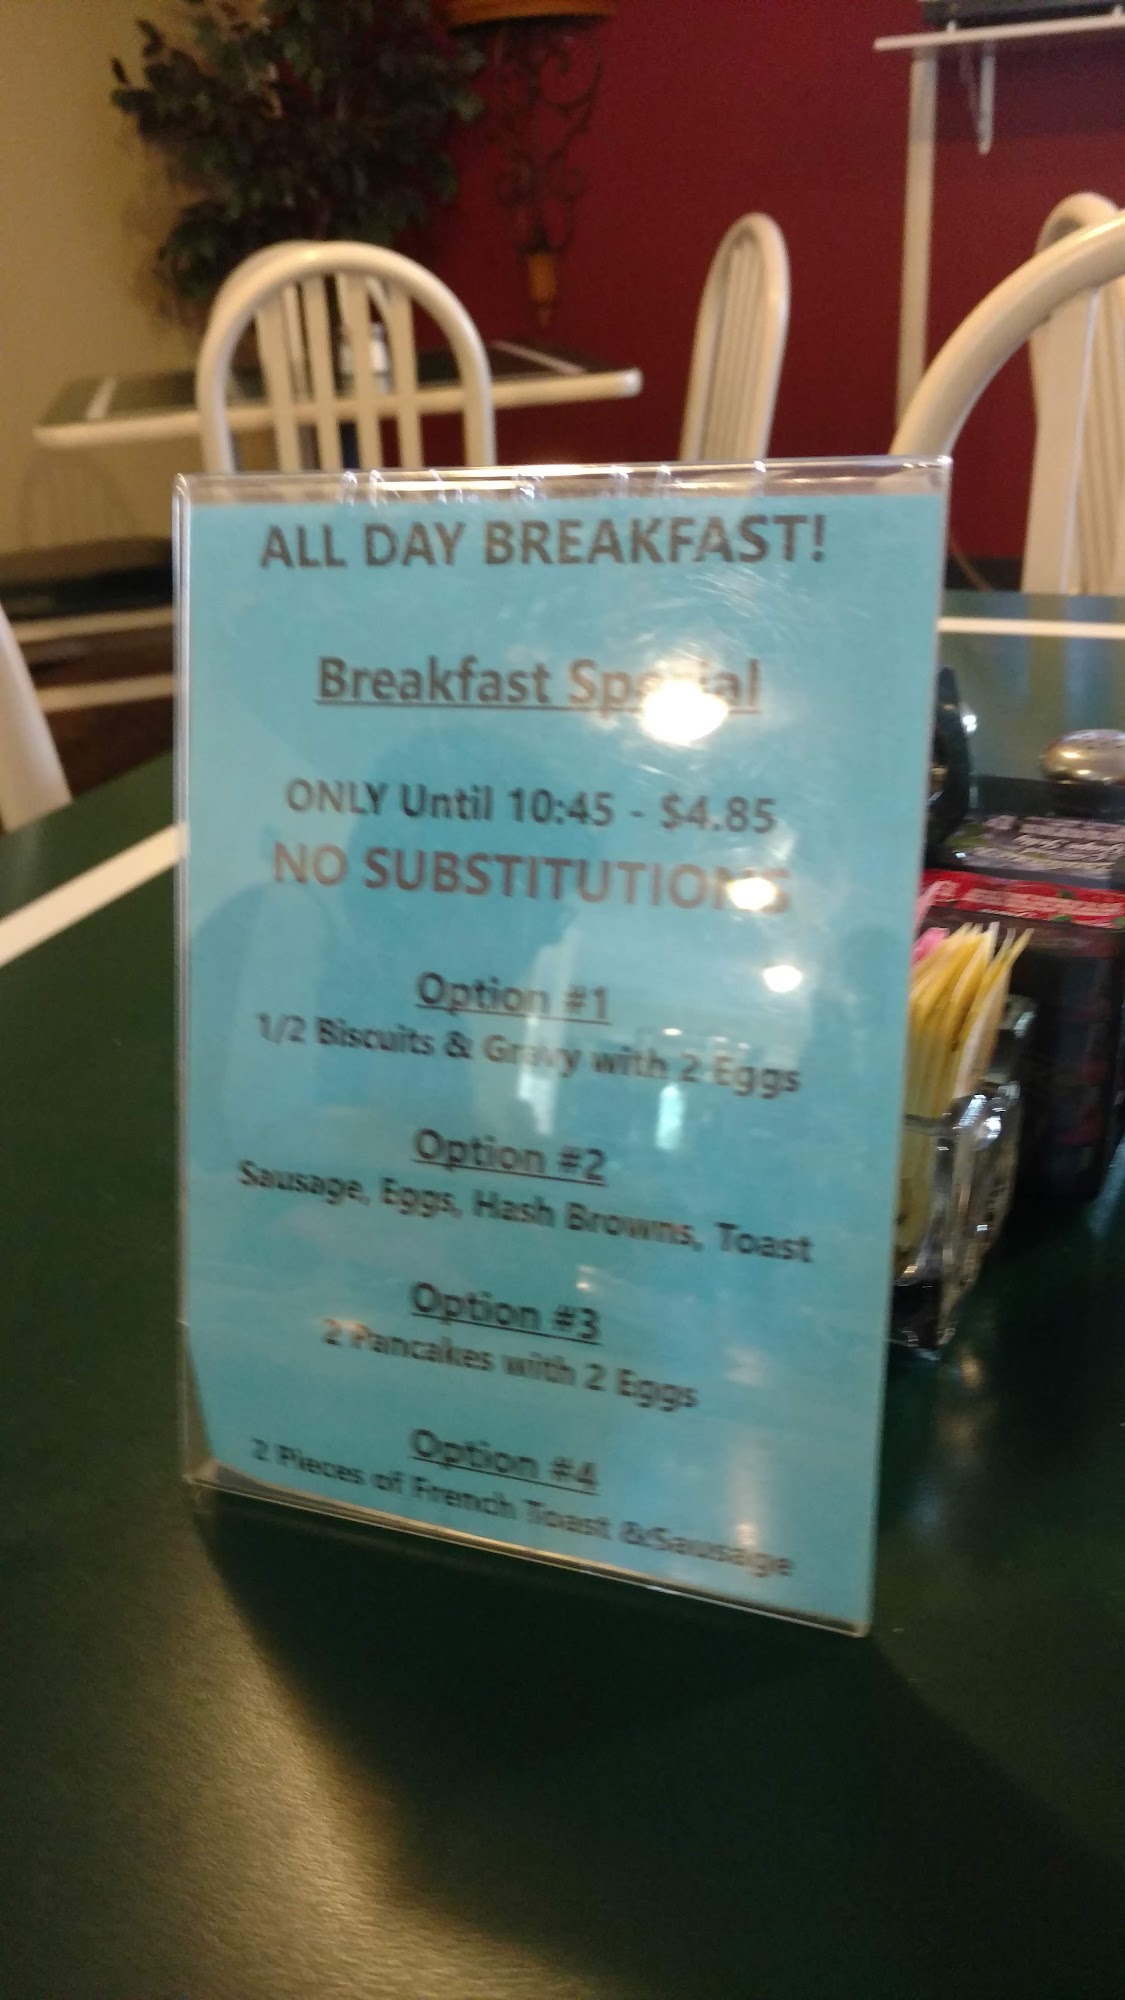 ALL DAY BREAKFAST!
Breakfast Special
ONLY Until 10:45 - $4.85
NO SUBSTITUTIONS
Option #1
1/2 Biscuits & Gravy with 2 Eggs
Option #2
Sausage, Eggs, Hash Browns, Toast
Option #3
2 Pancakes with 2 Eggs
Option #4
2 Pieces of French Toast &Sausage